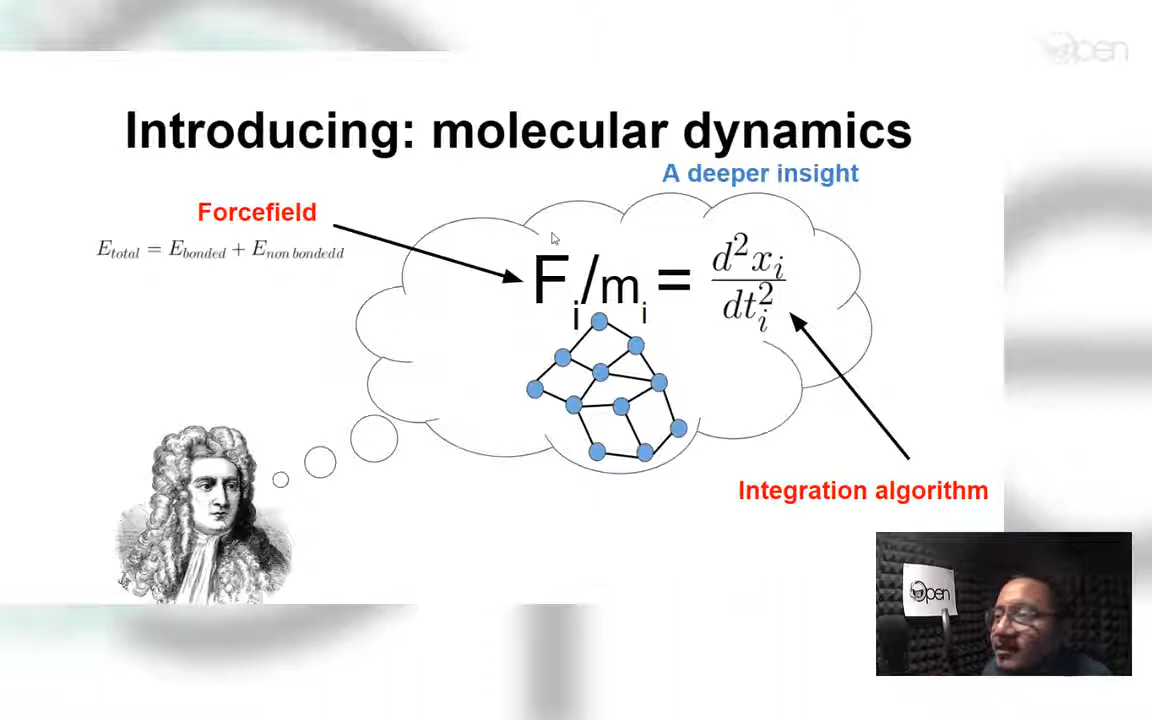 Open
Introducing: molecular dynamics
A deeper insight
Forcefield
E_total = E_bonded + E_non bondedd
F_i/m_i = d²x_i / dt_i²
Integration algorithm
Open